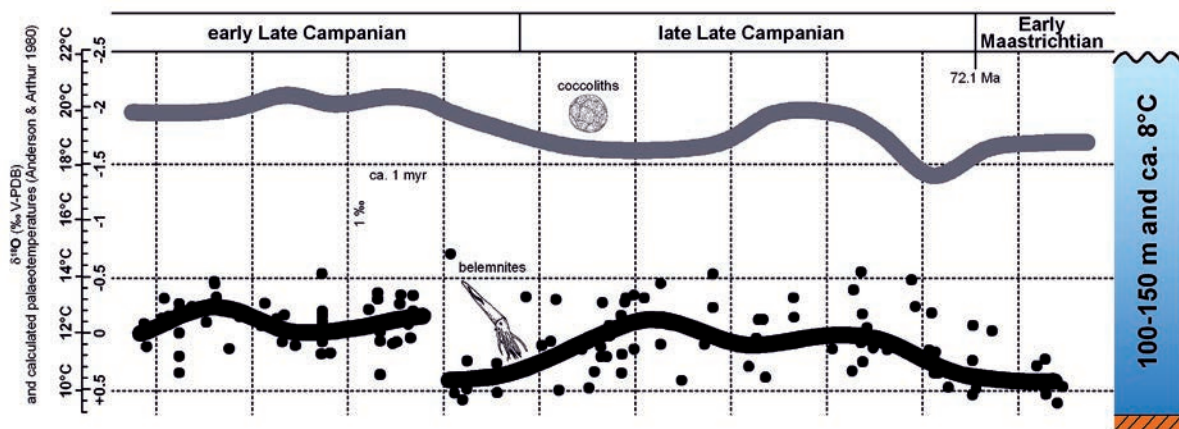 early Late Campanian
late Late Campanian
Early
Maastrichtian
δ¹⁸O (‰ V-PDB)
and calculated palaeotemperatures (Anderson & Arthur 1980)
22°C
20°C
18°C
16°C
14°C
12°C
10°C
-2.5
-2
-1.5
-1
-0.5
0
+0.5
72.1 Ma
coccoliths
ca. 1 myr
1 ‰
belemnites
100-150 m and ca. 8°C